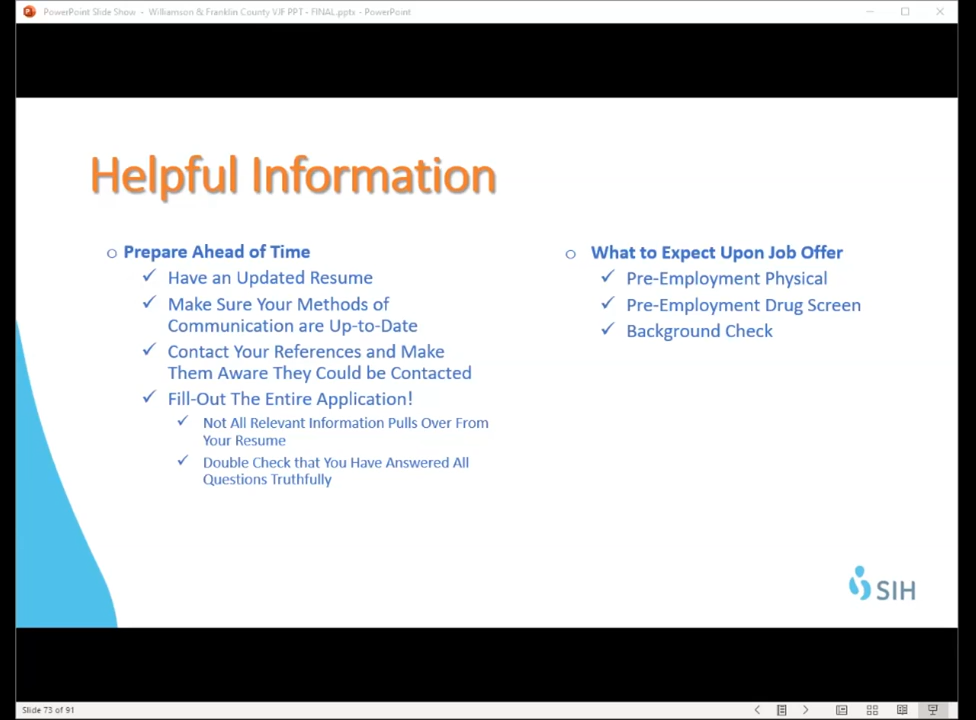 PowerPoint Slide Show - Williamson & Franklin County VJF PPT - FINAL.pptx - PowerPoint
Helpful Information
Prepare Ahead of Time
Have an Updated Resume
Make Sure Your Methods of
Communication are Up-to-Date
Contact Your References and Make
Them Aware They Could be Contacted
Fill-Out The Entire Application!
Not All Relevant Information Pulls Over From
Your Resume
Double Check that You Have Answered All
Questions Truthfully
What to Expect Upon Job Offer
Pre-Employment Physical
Pre-Employment Drug Screen
Background Check
SIH
Slide 73 of 91